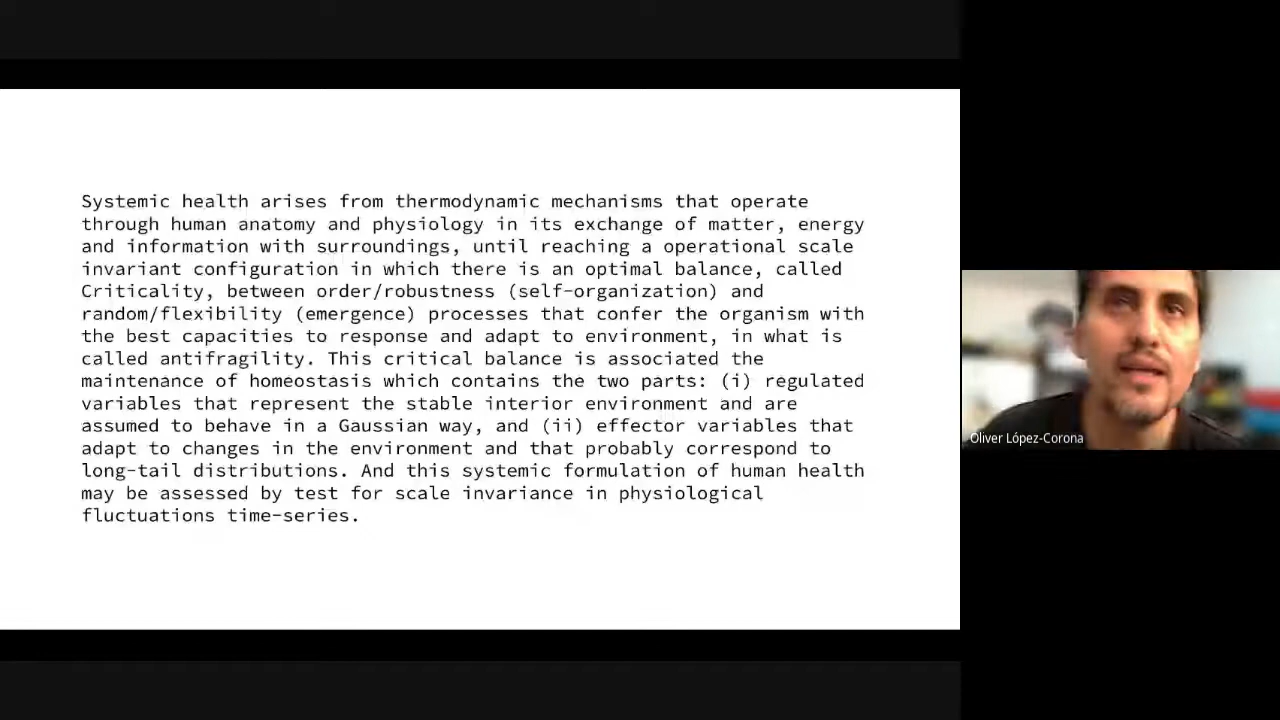 Systemic health arises from thermodynamic mechanisms that operate
through human anatomy and physiology in its exchange of matter, energy
and information with surroundings, until reaching a operational scale
invariant configuration in which there is an optimal balance, called
Criticality, between order/robustness (self-organization) and
random/flexibility (emergence) processes that confer the organism with
the best capacities to response and adapt to environment, in what is
called antifragility. This critical balance is associated the
maintenance of homeostasis which contains the two parts: (i) regulated
variables that represent the stable interior environment and are
assumed to behave in a Gaussian way, and (ii) effector variables that
adapt to changes in the environment and that probably correspond to
long-tail distributions. And this systemic formulation of human health
may be assessed by test for scale invariance in physiological
fluctuations time-series.
Oliver López-Corona